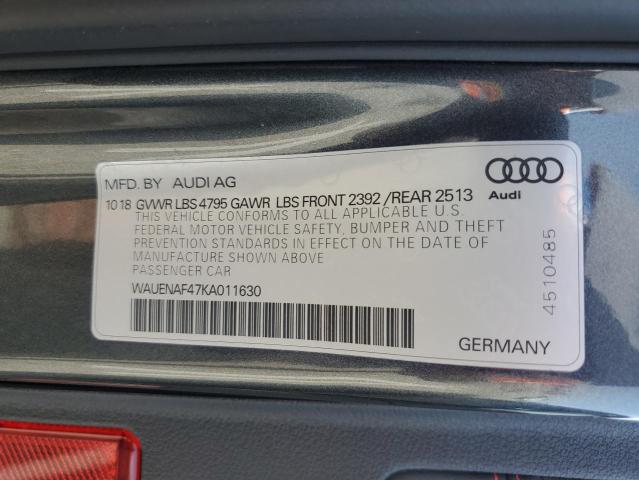 MFD. BY AUDI AG
10 18 GVWR LBS 4795 GAWR LBS FRONT 2392 /REAR 2513
THIS VEHICLE CONFORMS TO ALL APPLICABLE U.S.
FEDERAL MOTOR VEHICLE SAFETY, BUMPER AND THEFT
PREVENTION STANDARDS IN EFFECT ON THE DATE OF
MANUFACTURE SHOWN ABOVE
PASSENGER CAR
WAUENAF47KA011630
Audi
4510485
GERMANY